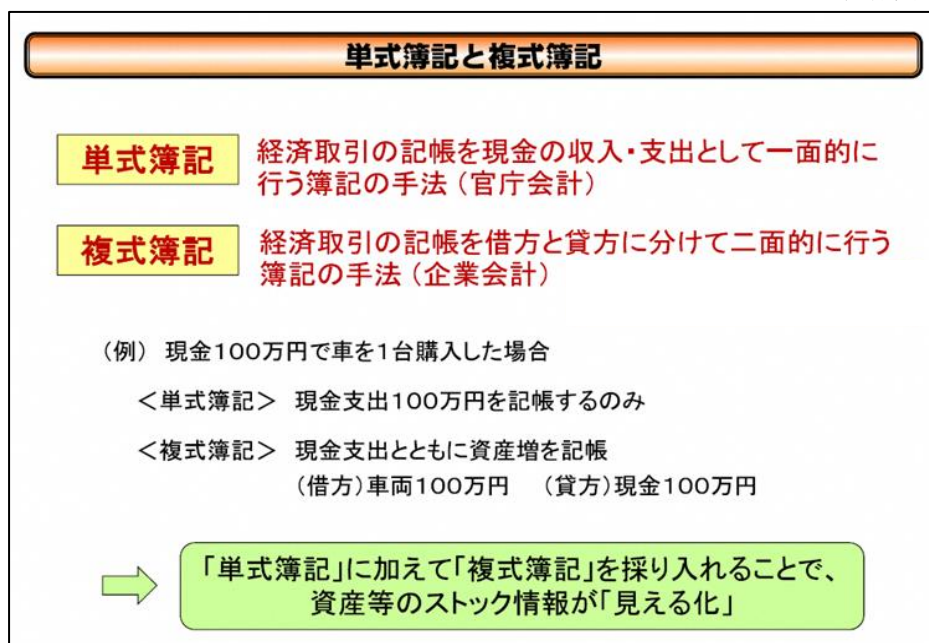 単式簿記と複式簿記
単式簿記
経済取引の記帳を現金の収入・支出として一面的に
行う簿記の手法（官庁会計）
複式簿記
経済取引の記帳を借方と貸方に分けて二面的に行う
簿記の手法（企業会計）
（例） 現金１００万円で車を１台購入した場合
＜単式簿記＞ 現金支出１００万円を記帳するのみ
＜複式簿記＞ 現金支出とともに資産増を記帳
（借方）車両１００万円 （貸方）現金１００万円
「単式簿記」に加えて「複式簿記」を採り入れることで、
資産等のストック情報が「見える化」